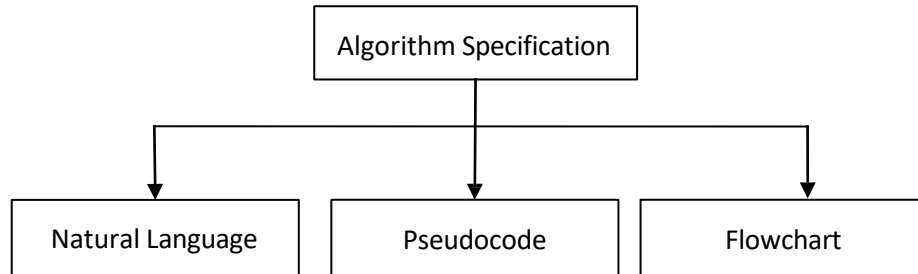 Algorithm Specification
Natural Language
Pseudocode
Flowchart